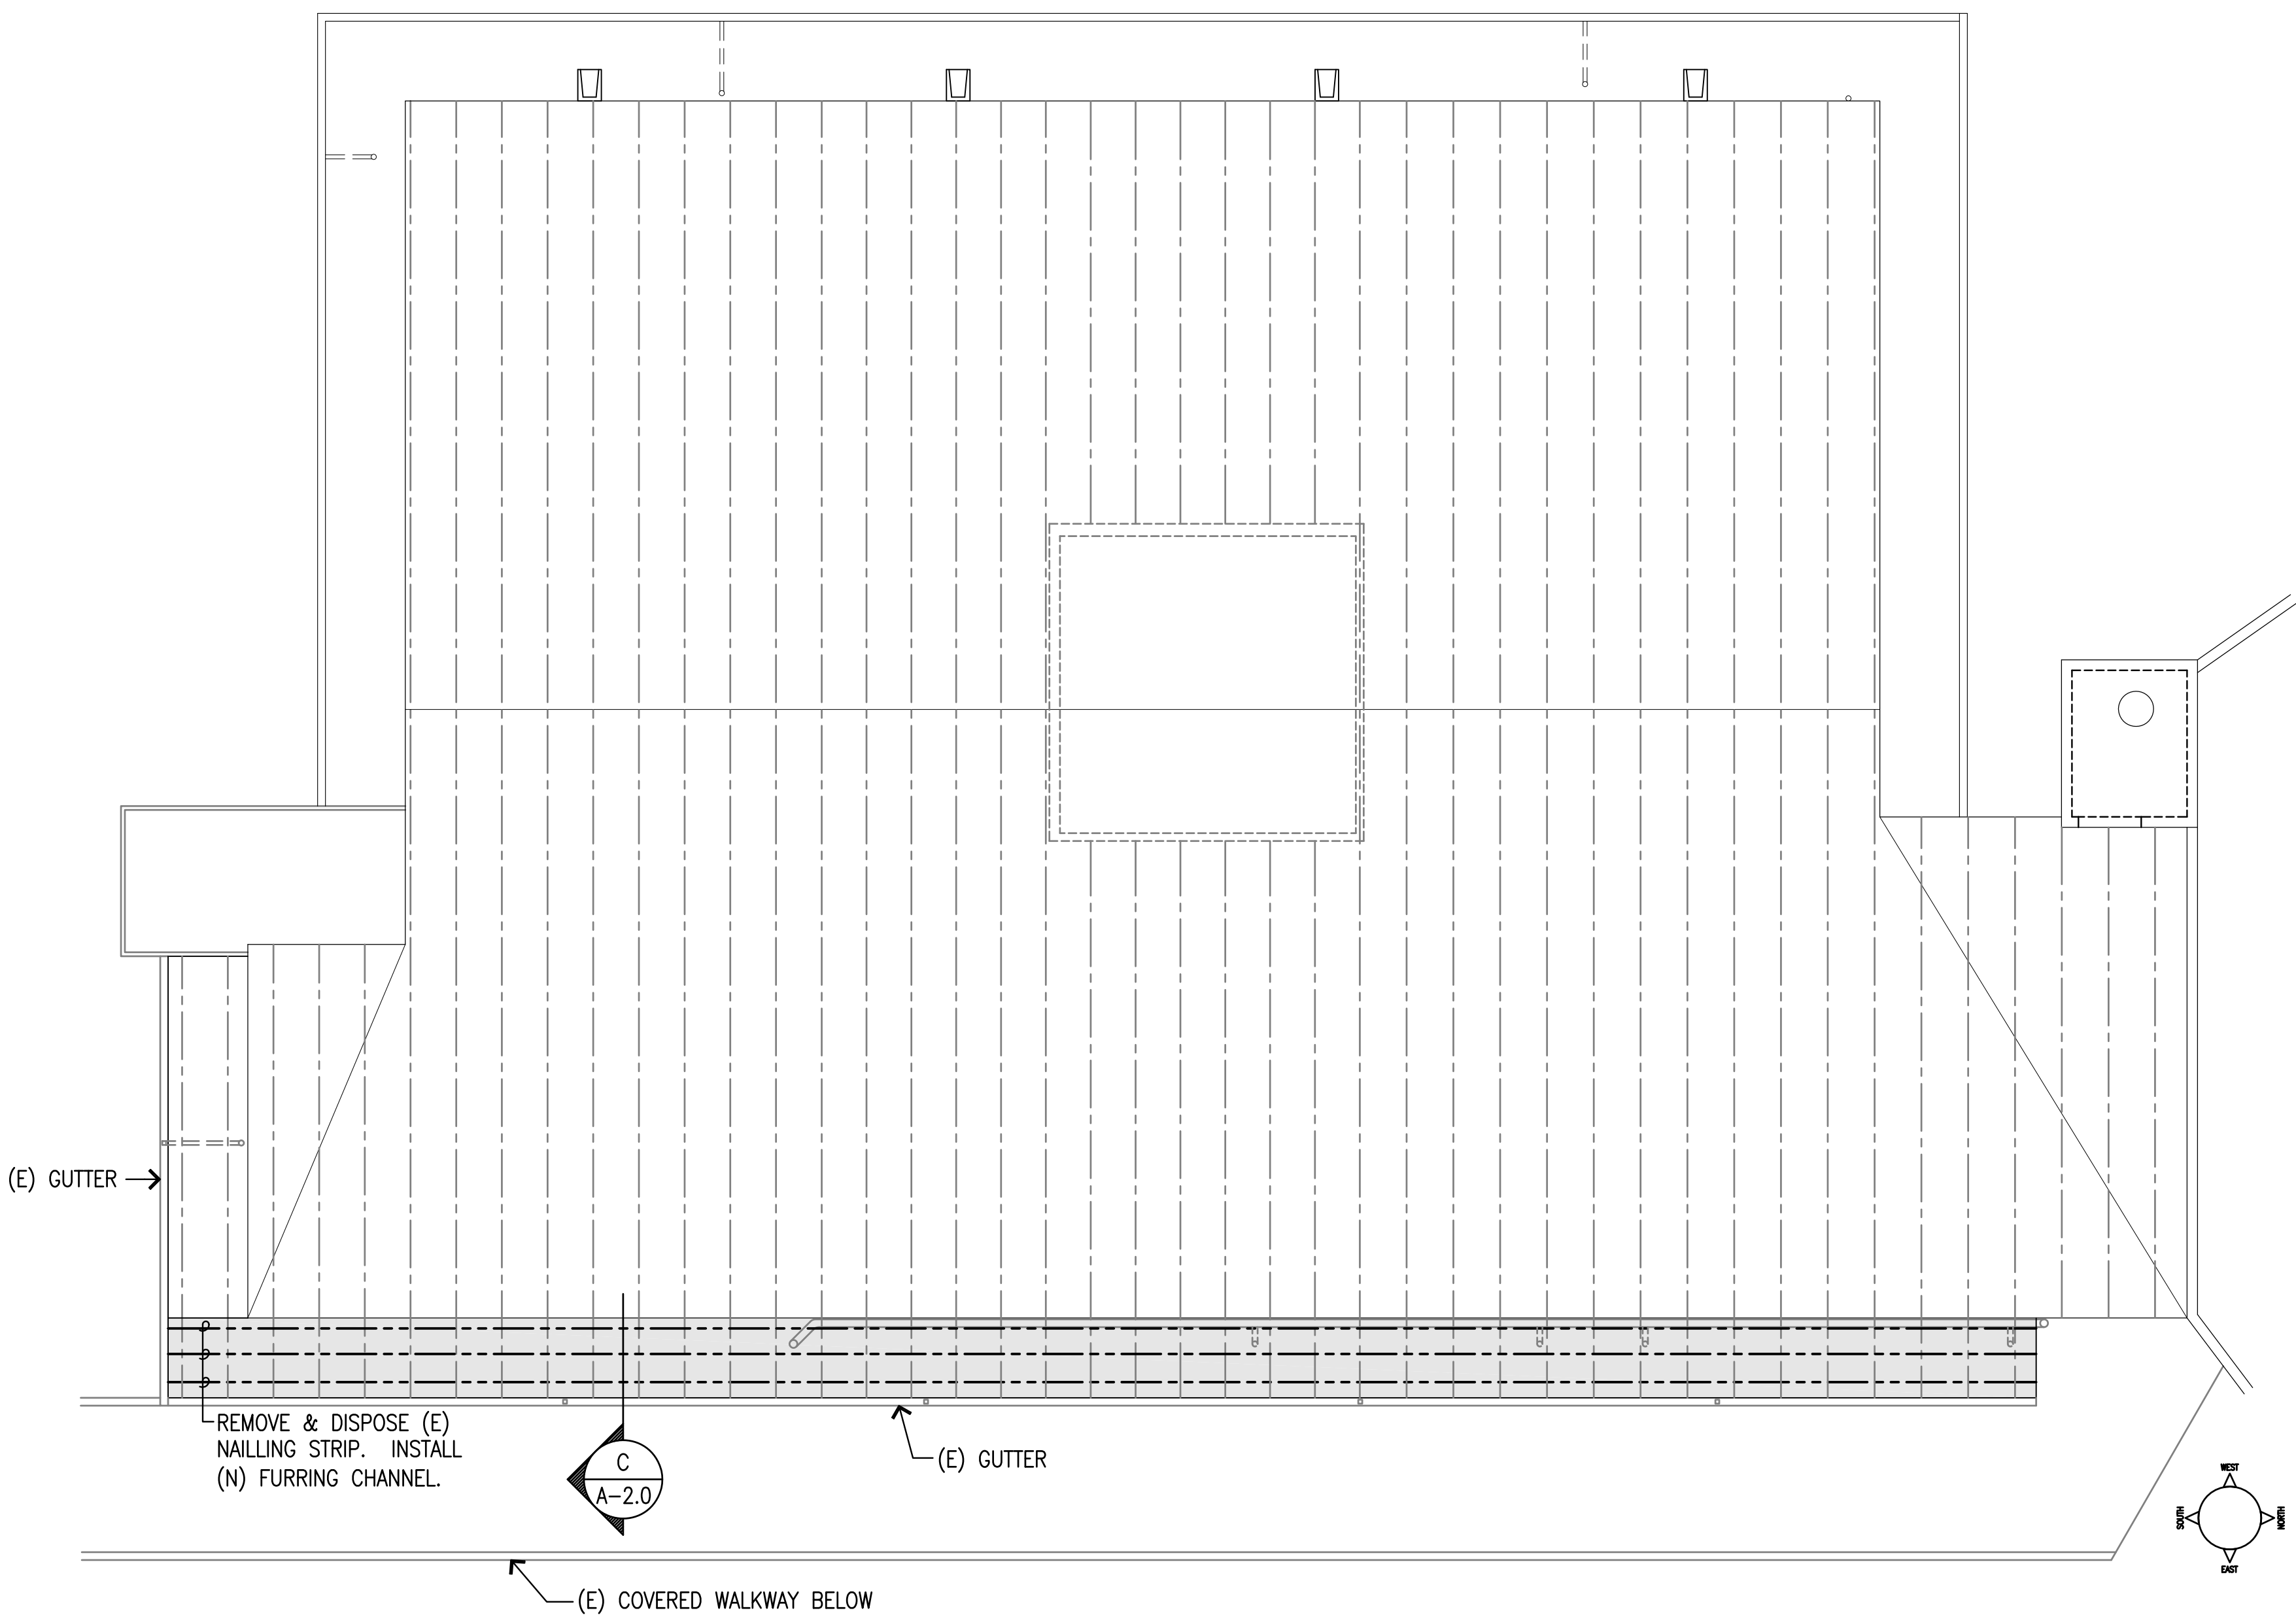 (E) GUTTER
REMOVE & DISPOSE (E)
NAILLING STRIP. INSTALL
(N) FURRING CHANNEL.
C
A-2.0
(E) GUTTER
(E) COVERED WALKWAY BELOW
WEST
SOUTH
NORTH
EAST